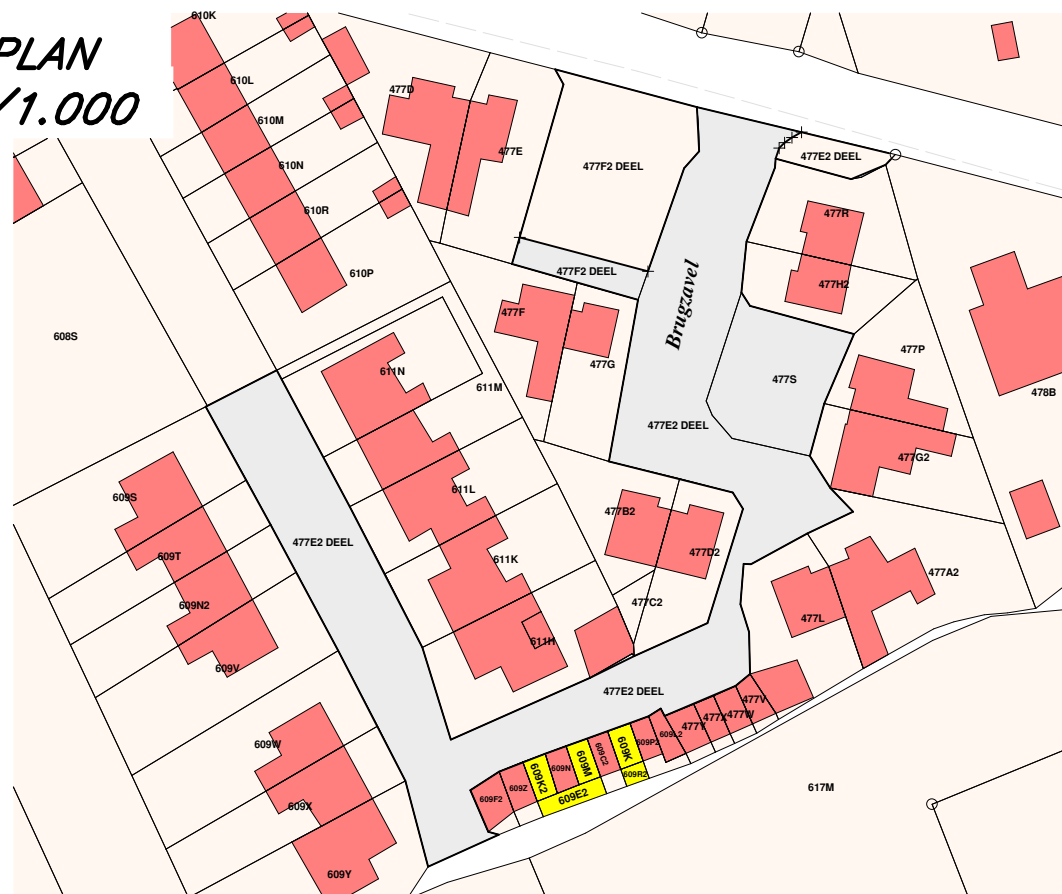 PLAN
/1.000
610K
610L
610M
610N
610R
610P
477D
477E
477F2 DEEL
477E2 DEEL
477R
477H2
477F2 DEEL
Brugzavel
477F
477G
477S
477P
478B
477G2
477E2 DEEL
608S
611N
611M
611L
611K
611H
477B2
477D2
477C2
477A2
477L
477E2 DEEL
609S
609T
609N2
609V
609W
609X
609Y
477E2 DEEL
477V
477W
477X
477Y
609L2
609P2
609K
609R2
609C2
609M
609N
609K2
609E2
609Z
609F2
617M